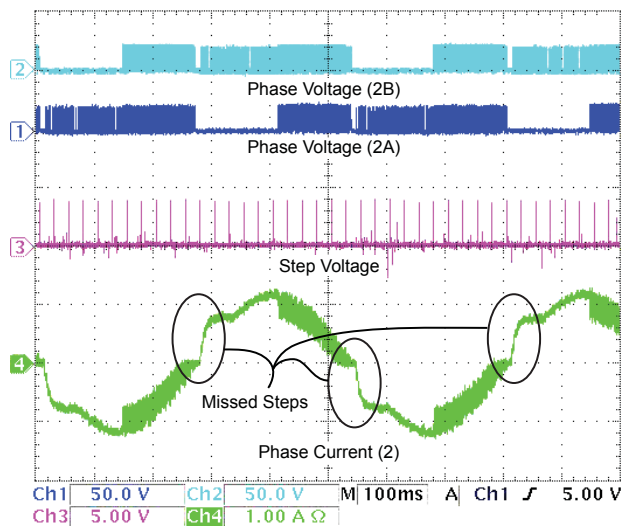 2
Phase Voltage (2B)
1
Phase Voltage (2A)
3
Step Voltage
4
Missed Steps
Phase Current (2)
Ch1 50.0 V Ch2 50.0 V M 100ms A Ch1 5.00 V
Ch3 5.00 V Ch4 1.00 A Ω